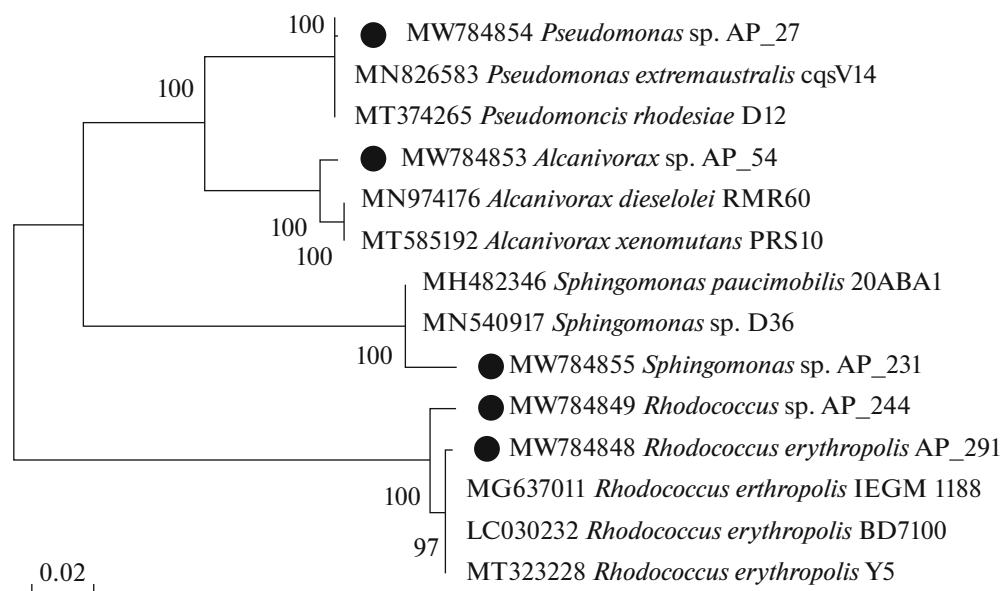 100
MW784854 Pseudomonas sp. AP_27
MN826583 Pseudomonas extremaustralis cqsV14
100
MT374265 Pseudomoncis rhodesiae D12
MW784853 Alcanivorax sp. AP_54
MN974176 Alcanivorax dieselolei RMR60
100
MT585192 Alcanivorax xenomutans PRS10
100
MH482346 Sphingomonas paucimobilis 20ABA1
MN540917 Sphingomonas sp. D36
100
MW784855 Sphingomonas sp. AP_231
MW784849 Rhodococcus sp. AP_244
MW784848 Rhodococcus erythropolis AP_291
100
MG637011 Rhodococcus erthropolis IEGM 1188
LC030232 Rhodococcus erythropolis BD7100
97
MT323228 Rhodococcus erythropolis Y5
0.02